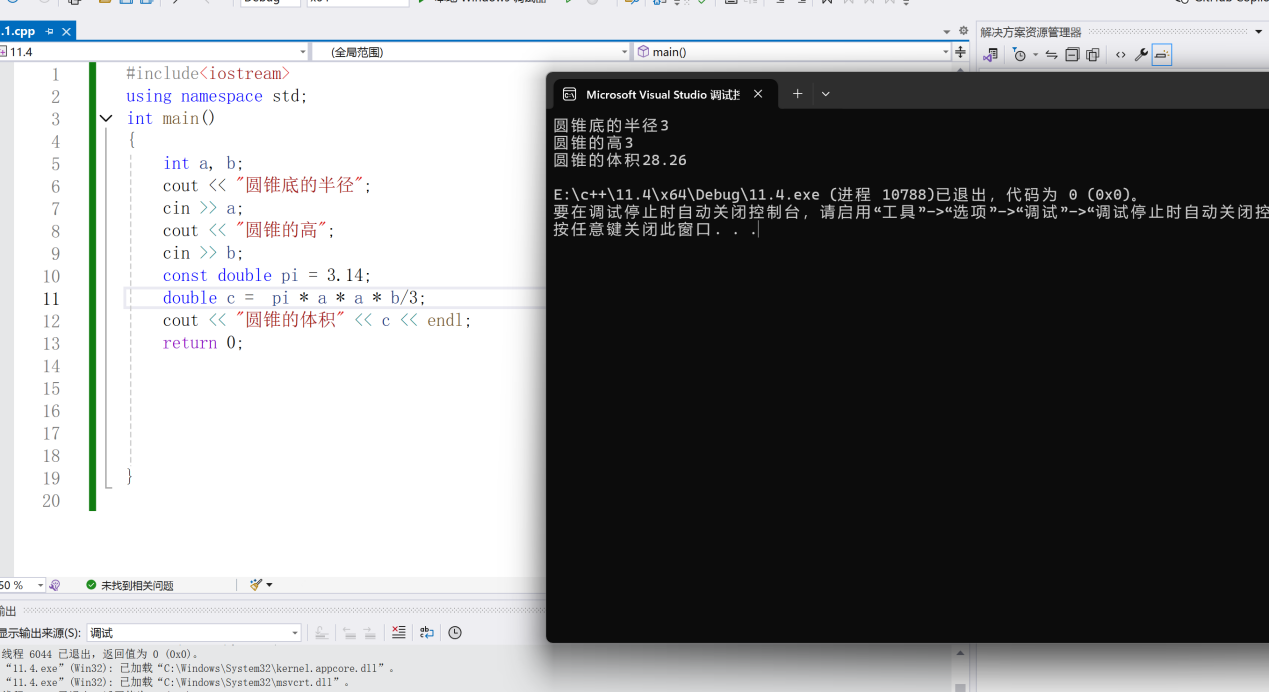 .1.cpp
11.4
(全局范围)
main()
解决方案资源管理器
1 #include<iostream>
2 using namespace std;
3 int main()
4 {
5 int a, b;
6 cout << "圆锥底的半径";
7 cin >> a;
8 cout << "圆锥的高";
9 cin >> b;
10 const double pi = 3.14;
11 double c =  pi * a * a * b/3;
12 cout << "圆锥的体积" << c << endl;
13 return 0;
14
15
16
17
18
19 }
20
Microsoft Visual Studio 调试控
圆锥底的半径3
圆锥的高3
圆锥的体积28.26
E:\c++\11.4\x64\Debug\11.4.exe (进程 10788)已退出，代码为 0 (0x0)。
要在调试停止时自动关闭控制台，请启用“工具”->“选项”->“调试”->“调试停止时自动关闭控
按任意键关闭此窗口. . .
50 %
未找到相关问题
输出
显示输出来源(S): 调试
线程 6044 已退出，返回值为 0 (0x0)。
“11.4.exe”(Win32): 已加载“C:\Windows\System32\kernel.appcore.dll”。
“11.4.exe”(Win32): 已加载“C:\Windows\System32\msvcrt.dll”。